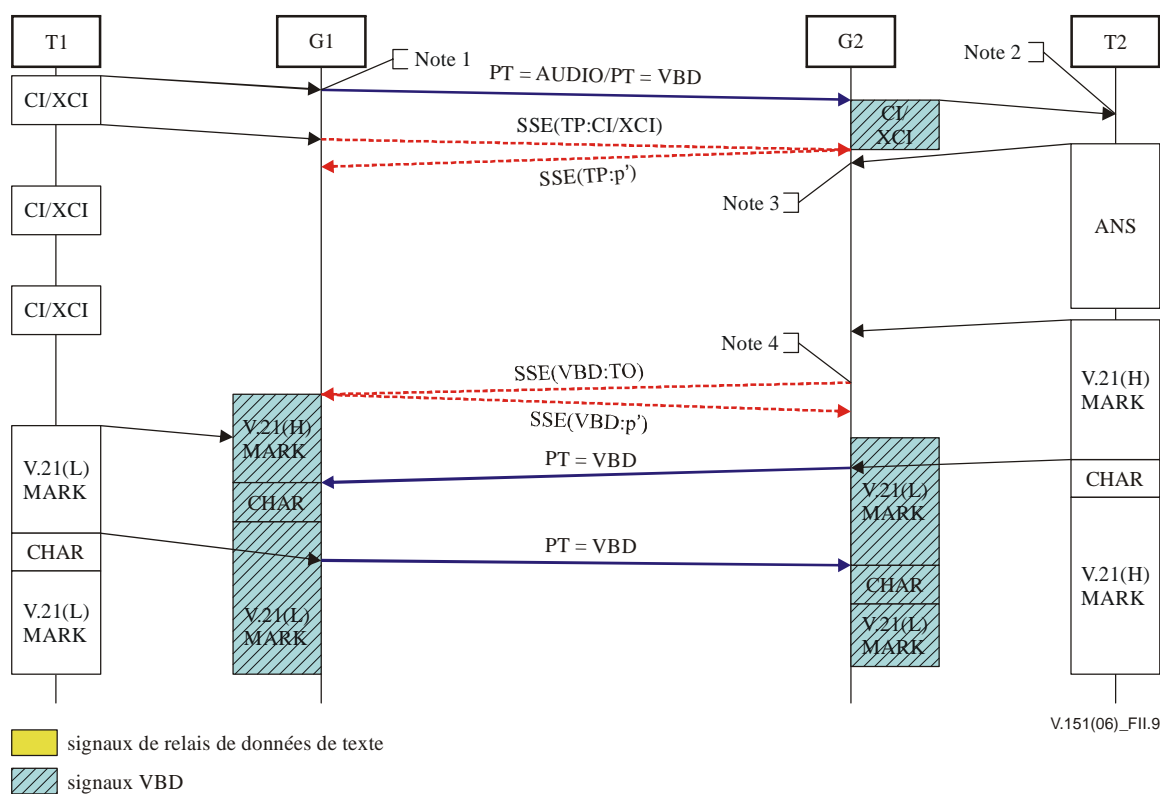 T1
G1
G2
T2
Note 1
Note 2
CI/XCI
PT = AUDIO/PT = VBD
CI/
XCI
SSE(TP:CI/XCI)
SSE(TP:p')
Note 3
CI/XCI
ANS
CI/XCI
Note 4
SSE(VBD:TO)
SSE(VBD:p')
V.21(H)
MARK
V.21(H)
MARK
PT = VBD
V.21(L)
MARK
CHAR
V.21(L)
MARK
CHAR
CHAR
PT = VBD
CHAR
V.21(H)
MARK
V.21(L)
MARK
V.21(L)
MARK
V.21(L)
MARK
V.151(06)_FII.9
signaux de relais de données de texte
signaux VBD